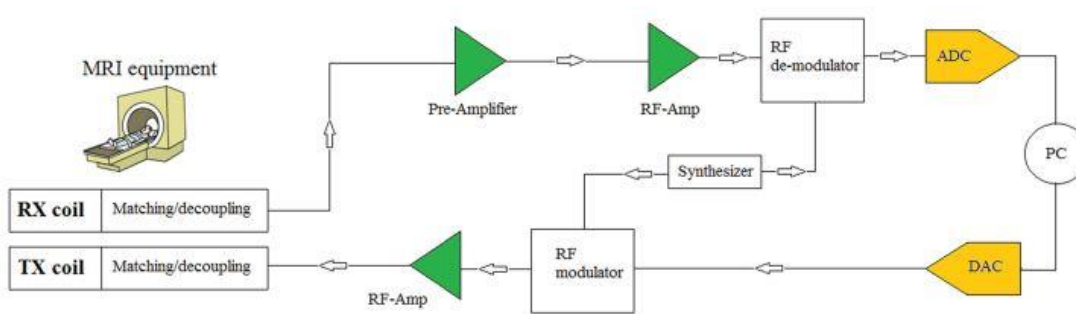 MRI equipment
Pre-Amplifier
RF-Amp
RF
de-modulator
ADC
PC
Synthesizer
RX coil
Matching/decoupling
TX coil
Matching/decoupling
RF-Amp
RF
modulator
DAC